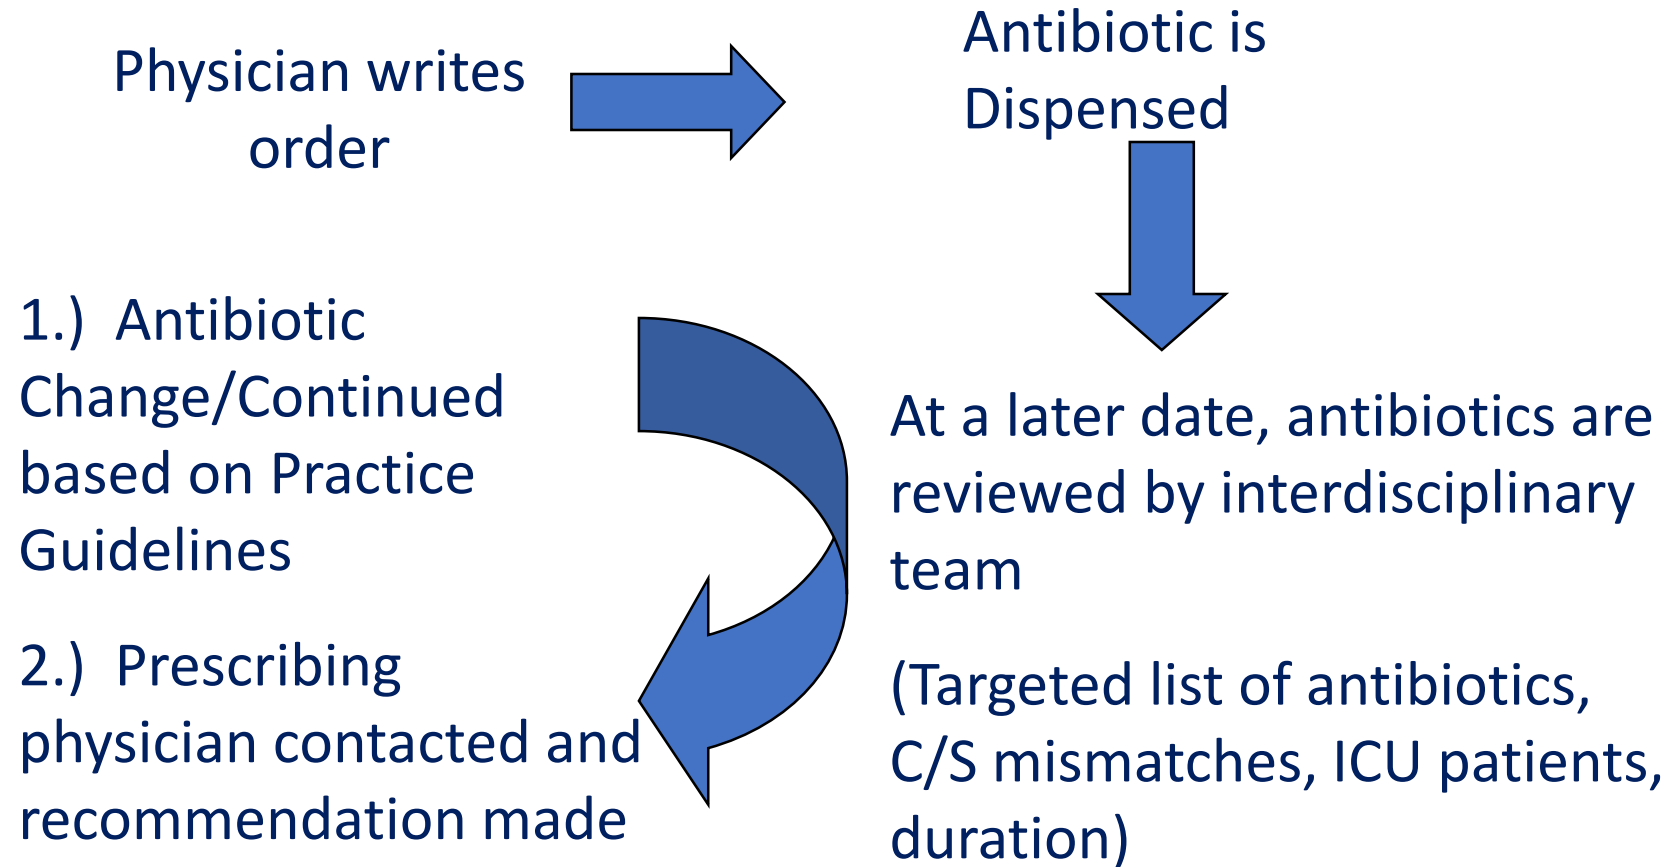 Physician writes
order
Antibiotic is
Dispensed
At a later date, antibiotics are
reviewed by interdisciplinary
team
(Targeted list of antibiotics,
C/S mismatches, ICU patients,
duration)
1.) Antibiotic
Change/Continued
based on Practice
Guidelines
2.) Prescribing
physician contacted and
recommendation made